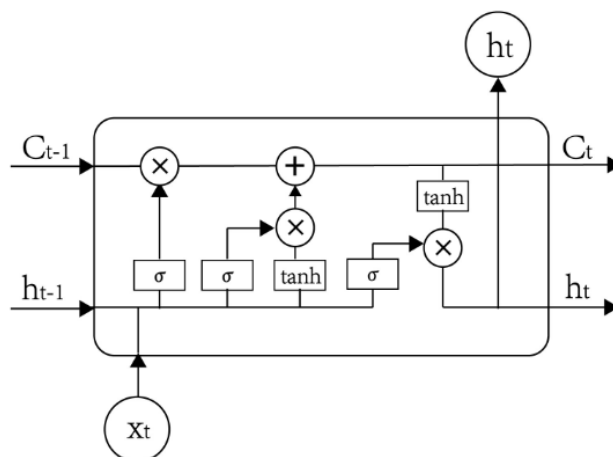 ht
Ct-1
×
+
Ct
tanh
×
×
σ
σ
tanh
σ
ht-1
ht
xt